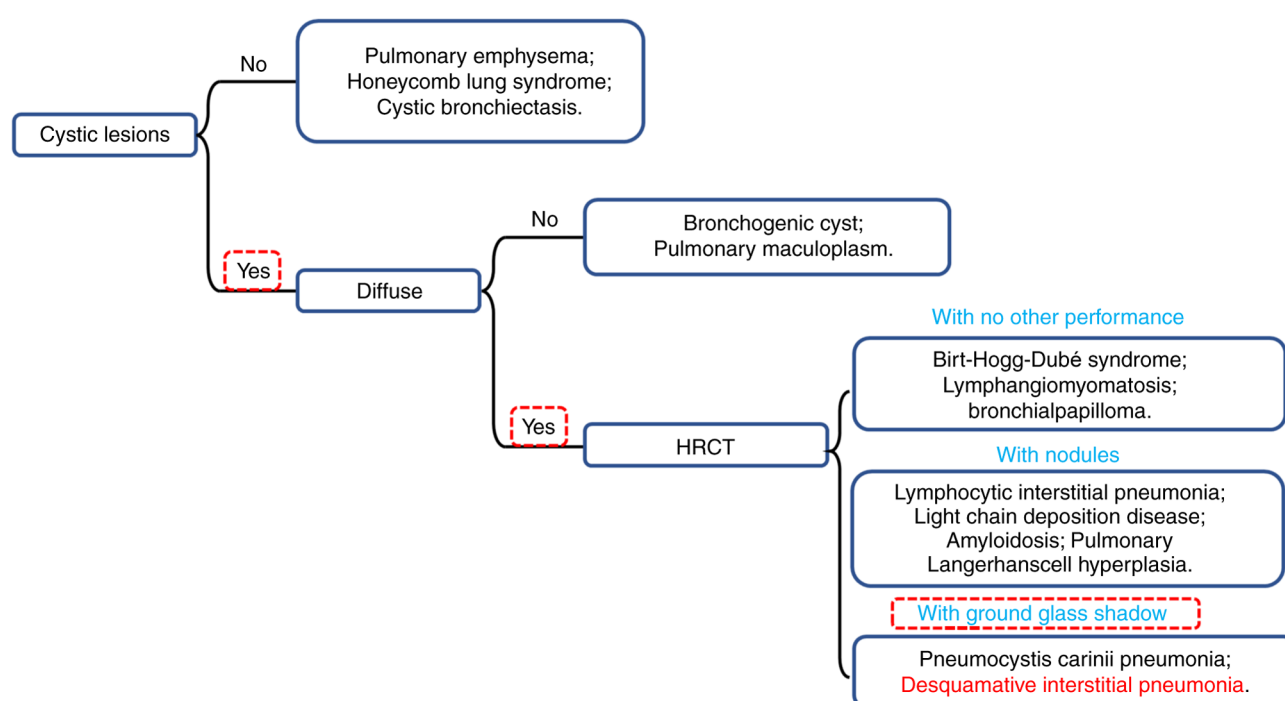 No
Pulmonary emphysema;
Honeycomb lung syndrome;
Cystic bronchiectasis.
Cystic lesions
No
Bronchogenic cyst;
Pulmonary maculoplasm.
Yes
Diffuse
With no other performance
Birt-Hogg-Dubé syndrome;
Lymphangiomyomatosis;
bronchialpapilloma.
Yes
HRCT
With nodules
Lymphocytic interstitial pneumonia;
Light chain deposition disease;
Amyloidosis; Pulmonary
Langerhanscell hyperplasia.
With ground glass shadow
Pneumocystis carinii pneumonia;
Desquamative interstitial pneumonia.